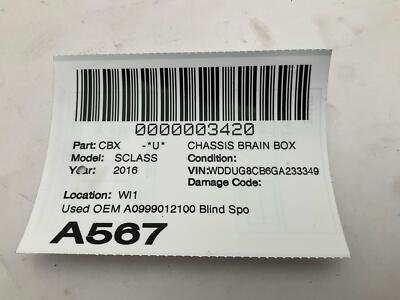 0000003420
Part: CBX -*U* CHASSIS BRAIN BOX
Model: SCLASS Condition:
Year: 2016 VIN:WDDUG8CB6GA233349
Damage Code:
Location: WI1
Used OEM A0999012100 Blind Spo
A567